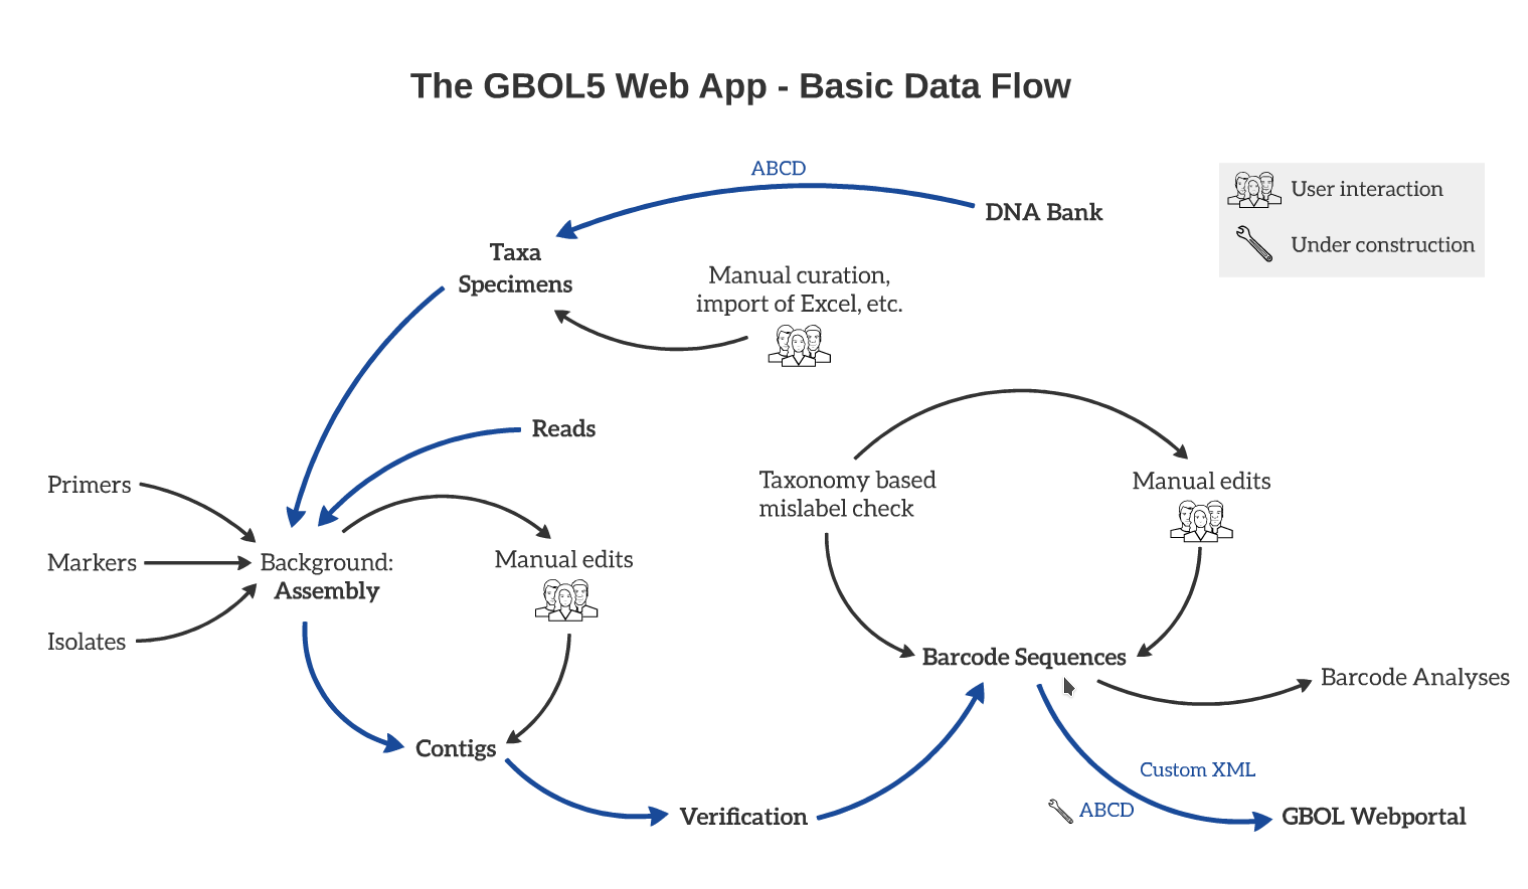 The GBOL5 Web App - Basic Data Flow
ABCD
DNA Bank
User interaction
Under construction
Taxa
Specimens
Manual curation,
import of Excel, etc.
Reads
Primers
Markers
Isolates
Background:
Assembly
Manual edits
Contigs
Verification
Taxonomy based
mislabel check
Manual edits
Barcode Sequences
Barcode Analyses
Custom XML
ABCD
GBOL Webportal